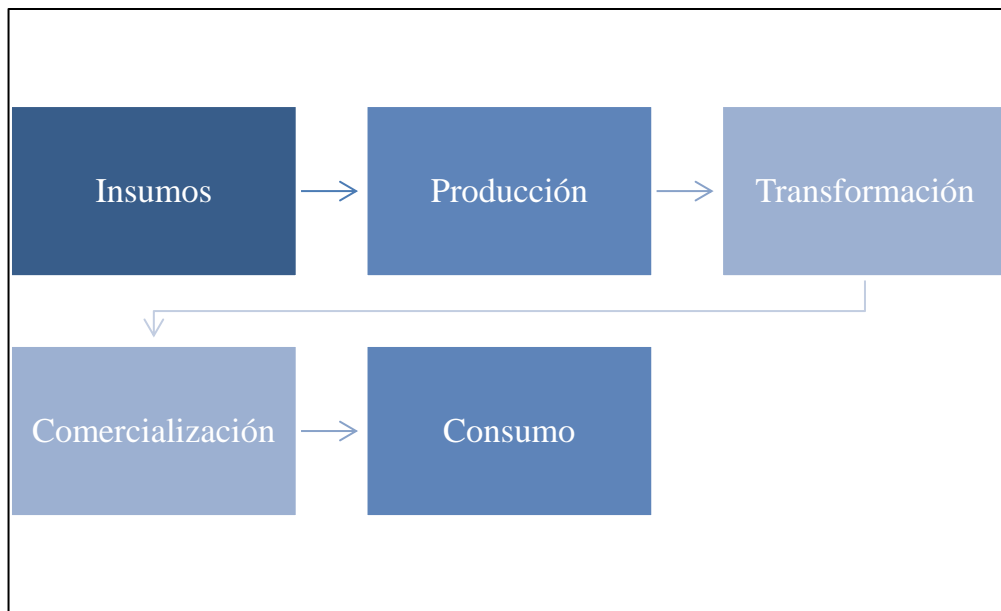 Insumos
Producción
Transformación
Comercialización
Consumo